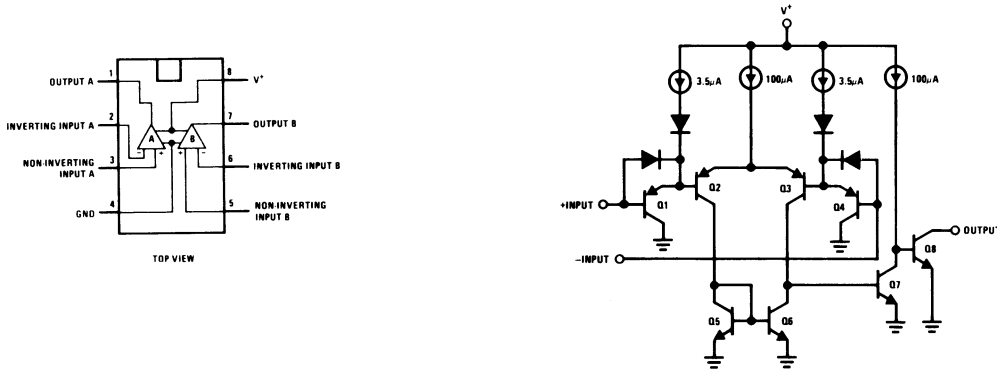 1
OUTPUT A
2
INVERTING INPUT A
3
NON-INVERTING
INPUT A
4
GND
8
V+
7
OUTPUT B
6
INVERTING INPUT B
5
NON-INVERTING
INPUT B
A
B
- +
+ -
TOP VIEW
V+
3.5µA
100µA
3.5µA
100µA
+INPUT
Q1
Q2
Q3
Q4
-INPUT
OUTPUT
Q8
Q7
Q5
Q6